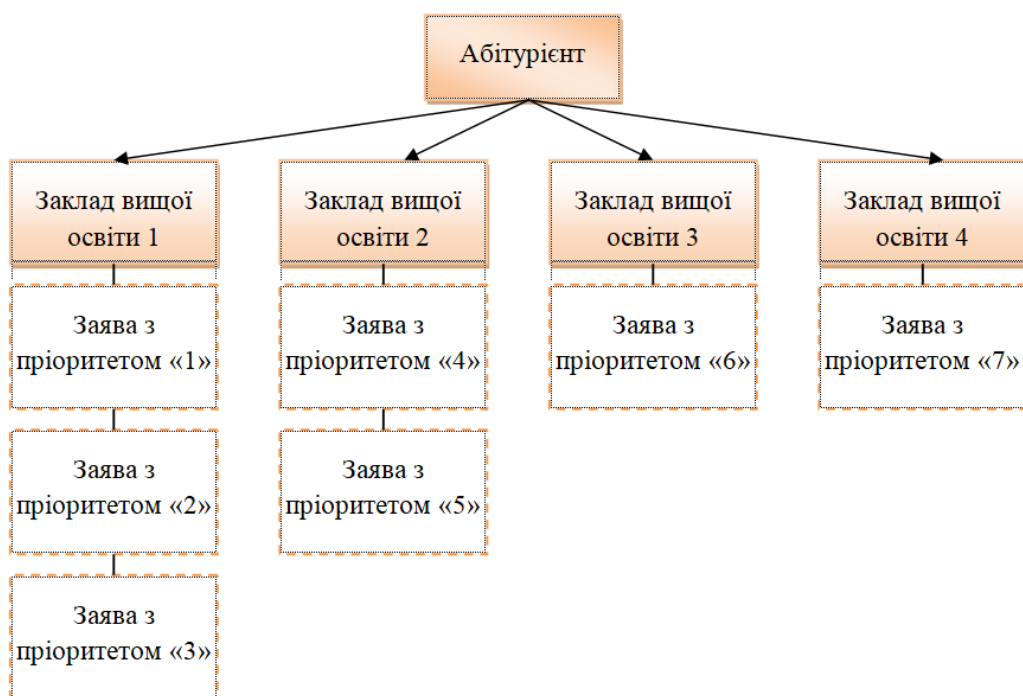 Абітурієнт
Заклад вищої
освіти 1
Заява з
пріоритетом «1»
Заява з
пріоритетом «2»
Заява з
пріоритетом «3»
Заклад вищої
освіти 2
Заява з
пріоритетом «4»
Заява з
пріоритетом «5»
Заклад вищої
освіти 3
Заява з
пріоритетом «6»
Заклад вищої
освіти 4
Заява з
пріоритетом «7»